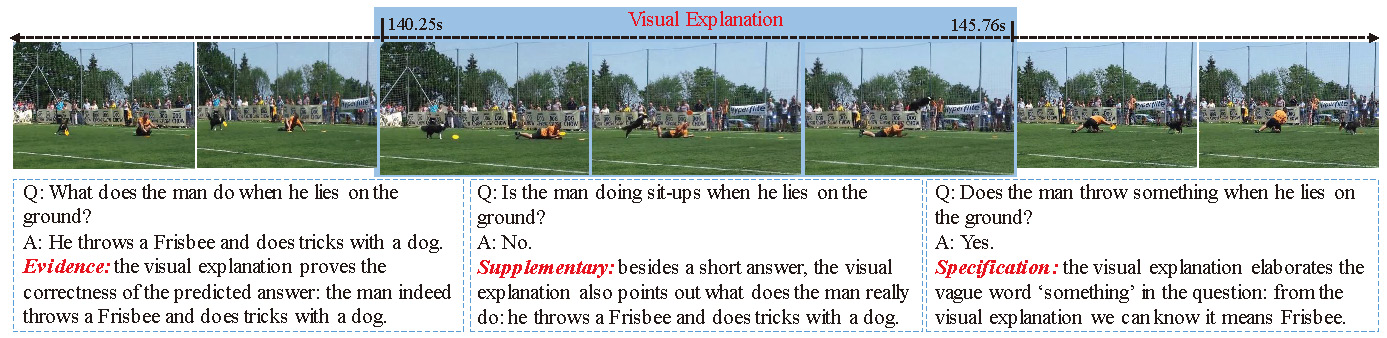 Visual Explanation
140.25s
145.76s
Q: What does the man do when he lies on the
ground?
A: He throws a Frisbee and does tricks with a dog.
Evidence: the visual explanation proves the
correctness of the predicted answer: the man indeed
throws a Frisbee and does tricks with a dog.
Q: Is the man doing sit-ups when he lies on the
ground?
A: No.
Supplementary: besides a short answer, the visual
explanation also points out what does the man really
do: he throws a Frisbee and does tricks with a dog.
Q: Does the man throw something when he lies on
the ground?
A: Yes.
Specification: the visual explanation elaborates the
vague word ‘something’ in the question: from the
visual explanation we can know it means Frisbee.